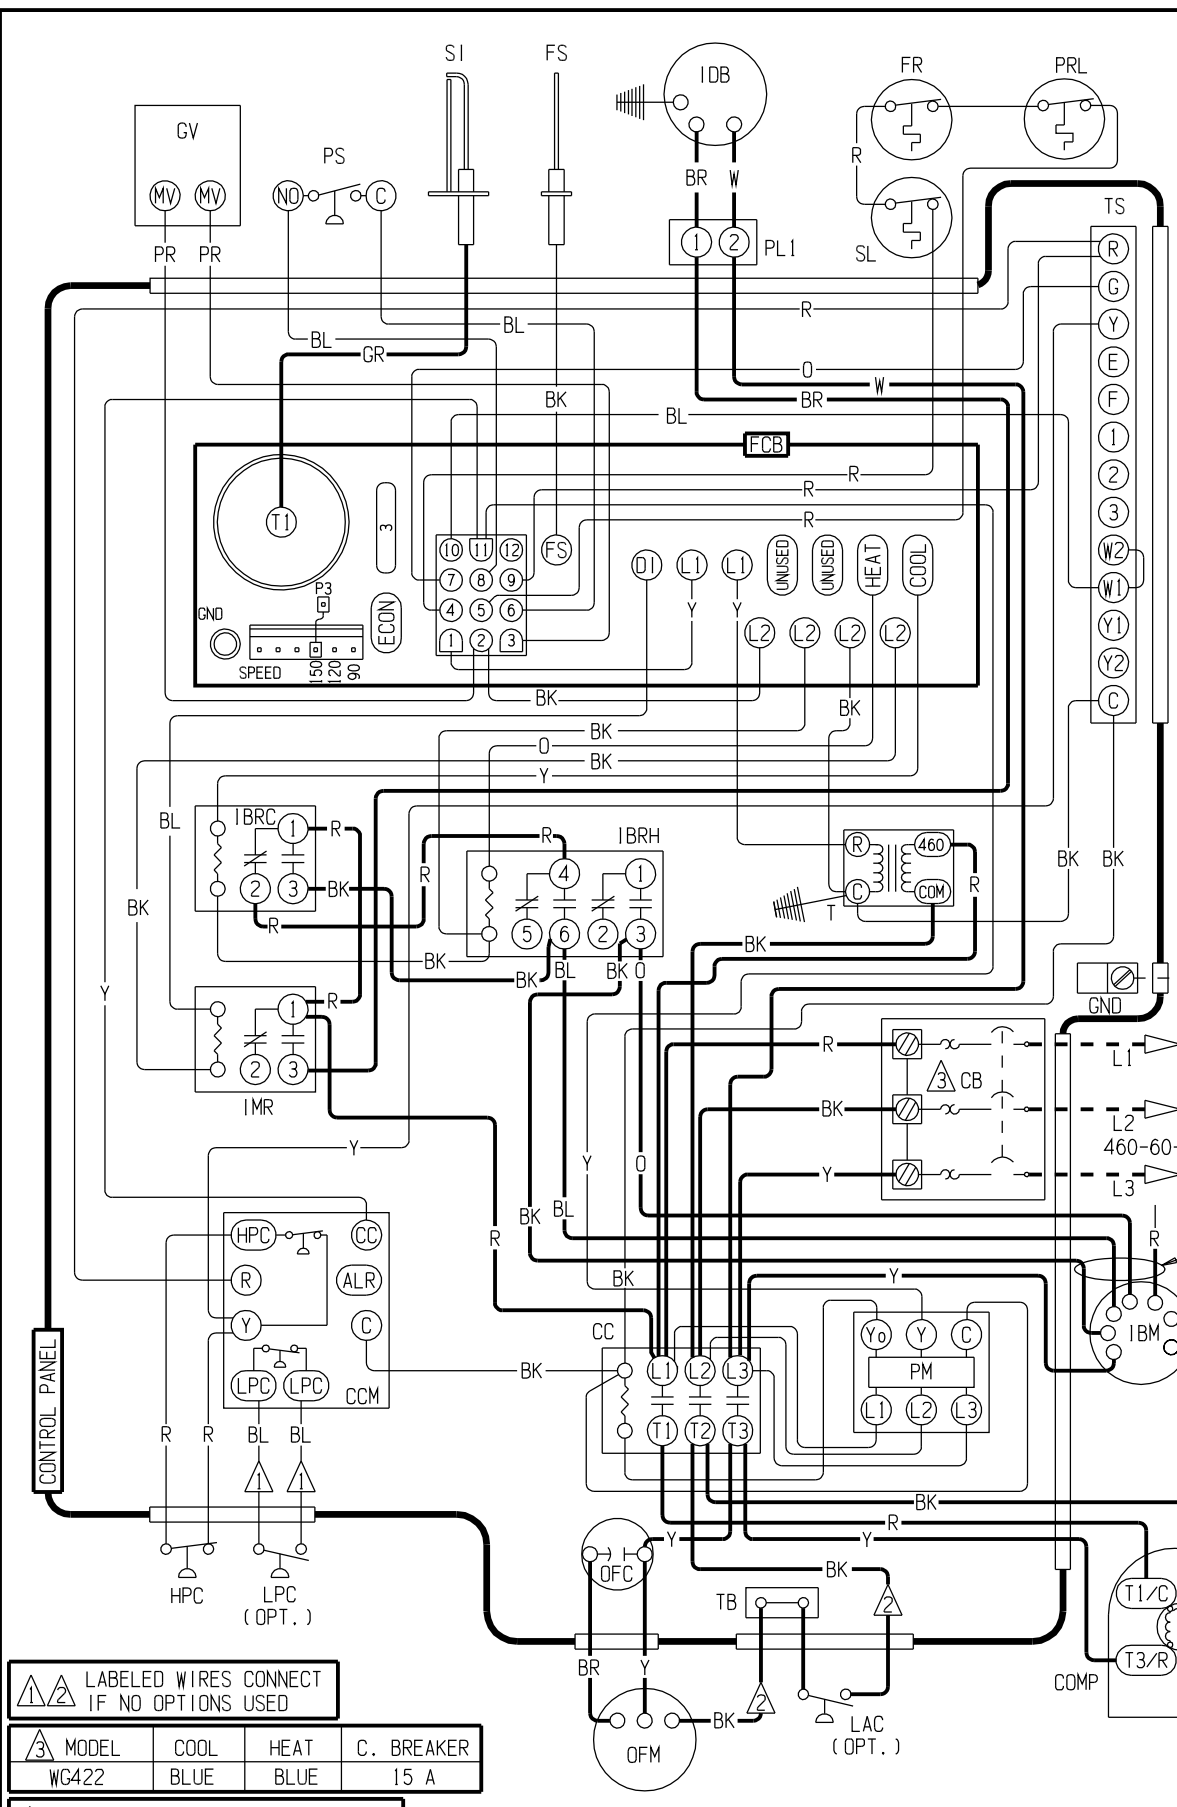 SI FS
IDB
FR PRL
GV
PS
R
MV MV
NO C
BR W
TS
PR PR
1 2 PL1
SL
R
R
G
BL
BL
GR
Y
O
W
E
BK
BR
F
BL
FCB
1
R
2
R
T1
3
R
3
10 11 12
FS
DI L1 L1 UNUSED UNUSED HEAT COOL
W2
7 8 9
W1
P3
ECON
4 5 6
Y Y
GND
1 2 3
L2 L2 L2 L2
Y1
SPEED 150 120 90
Y2
BK
BK
C
BK
O
BK
Y
BL
IBRC 1 R
R IBRH
R 460
BK BK
R
4 1
2 3 BK
C COM
R
BK
R
T
5 6 2 3
BK
BK
BK BL BK O
Y
R
1
GND
R
3 CB
L1
2 3
IMR
BK
L2
460-60-
Y
Y
O
Y
L3
BK BL
HPC CC
R
R
R ALR
BK
Y
Y C
CC
Yo Y C
IBM
CONTROL PANEL
BK
L1 L2 L3
PM
LPC LPC
CCM
T1 T2 T3
L1 L2 L3
R R BL BL
1 1
BK
R
Y
Y
OFC
BK
HPC
LPC
(OPT.)
TB
2
T1/C
BR Y
T3/R
COMP
1 2 LABELED WIRES CONNECT
IF NO OPTIONS USED
BK
2
LAC
(OPT.)
OFM
3 MODEL COOL HEAT C. BREAKER
WG422 BLUE BLUE 15 A